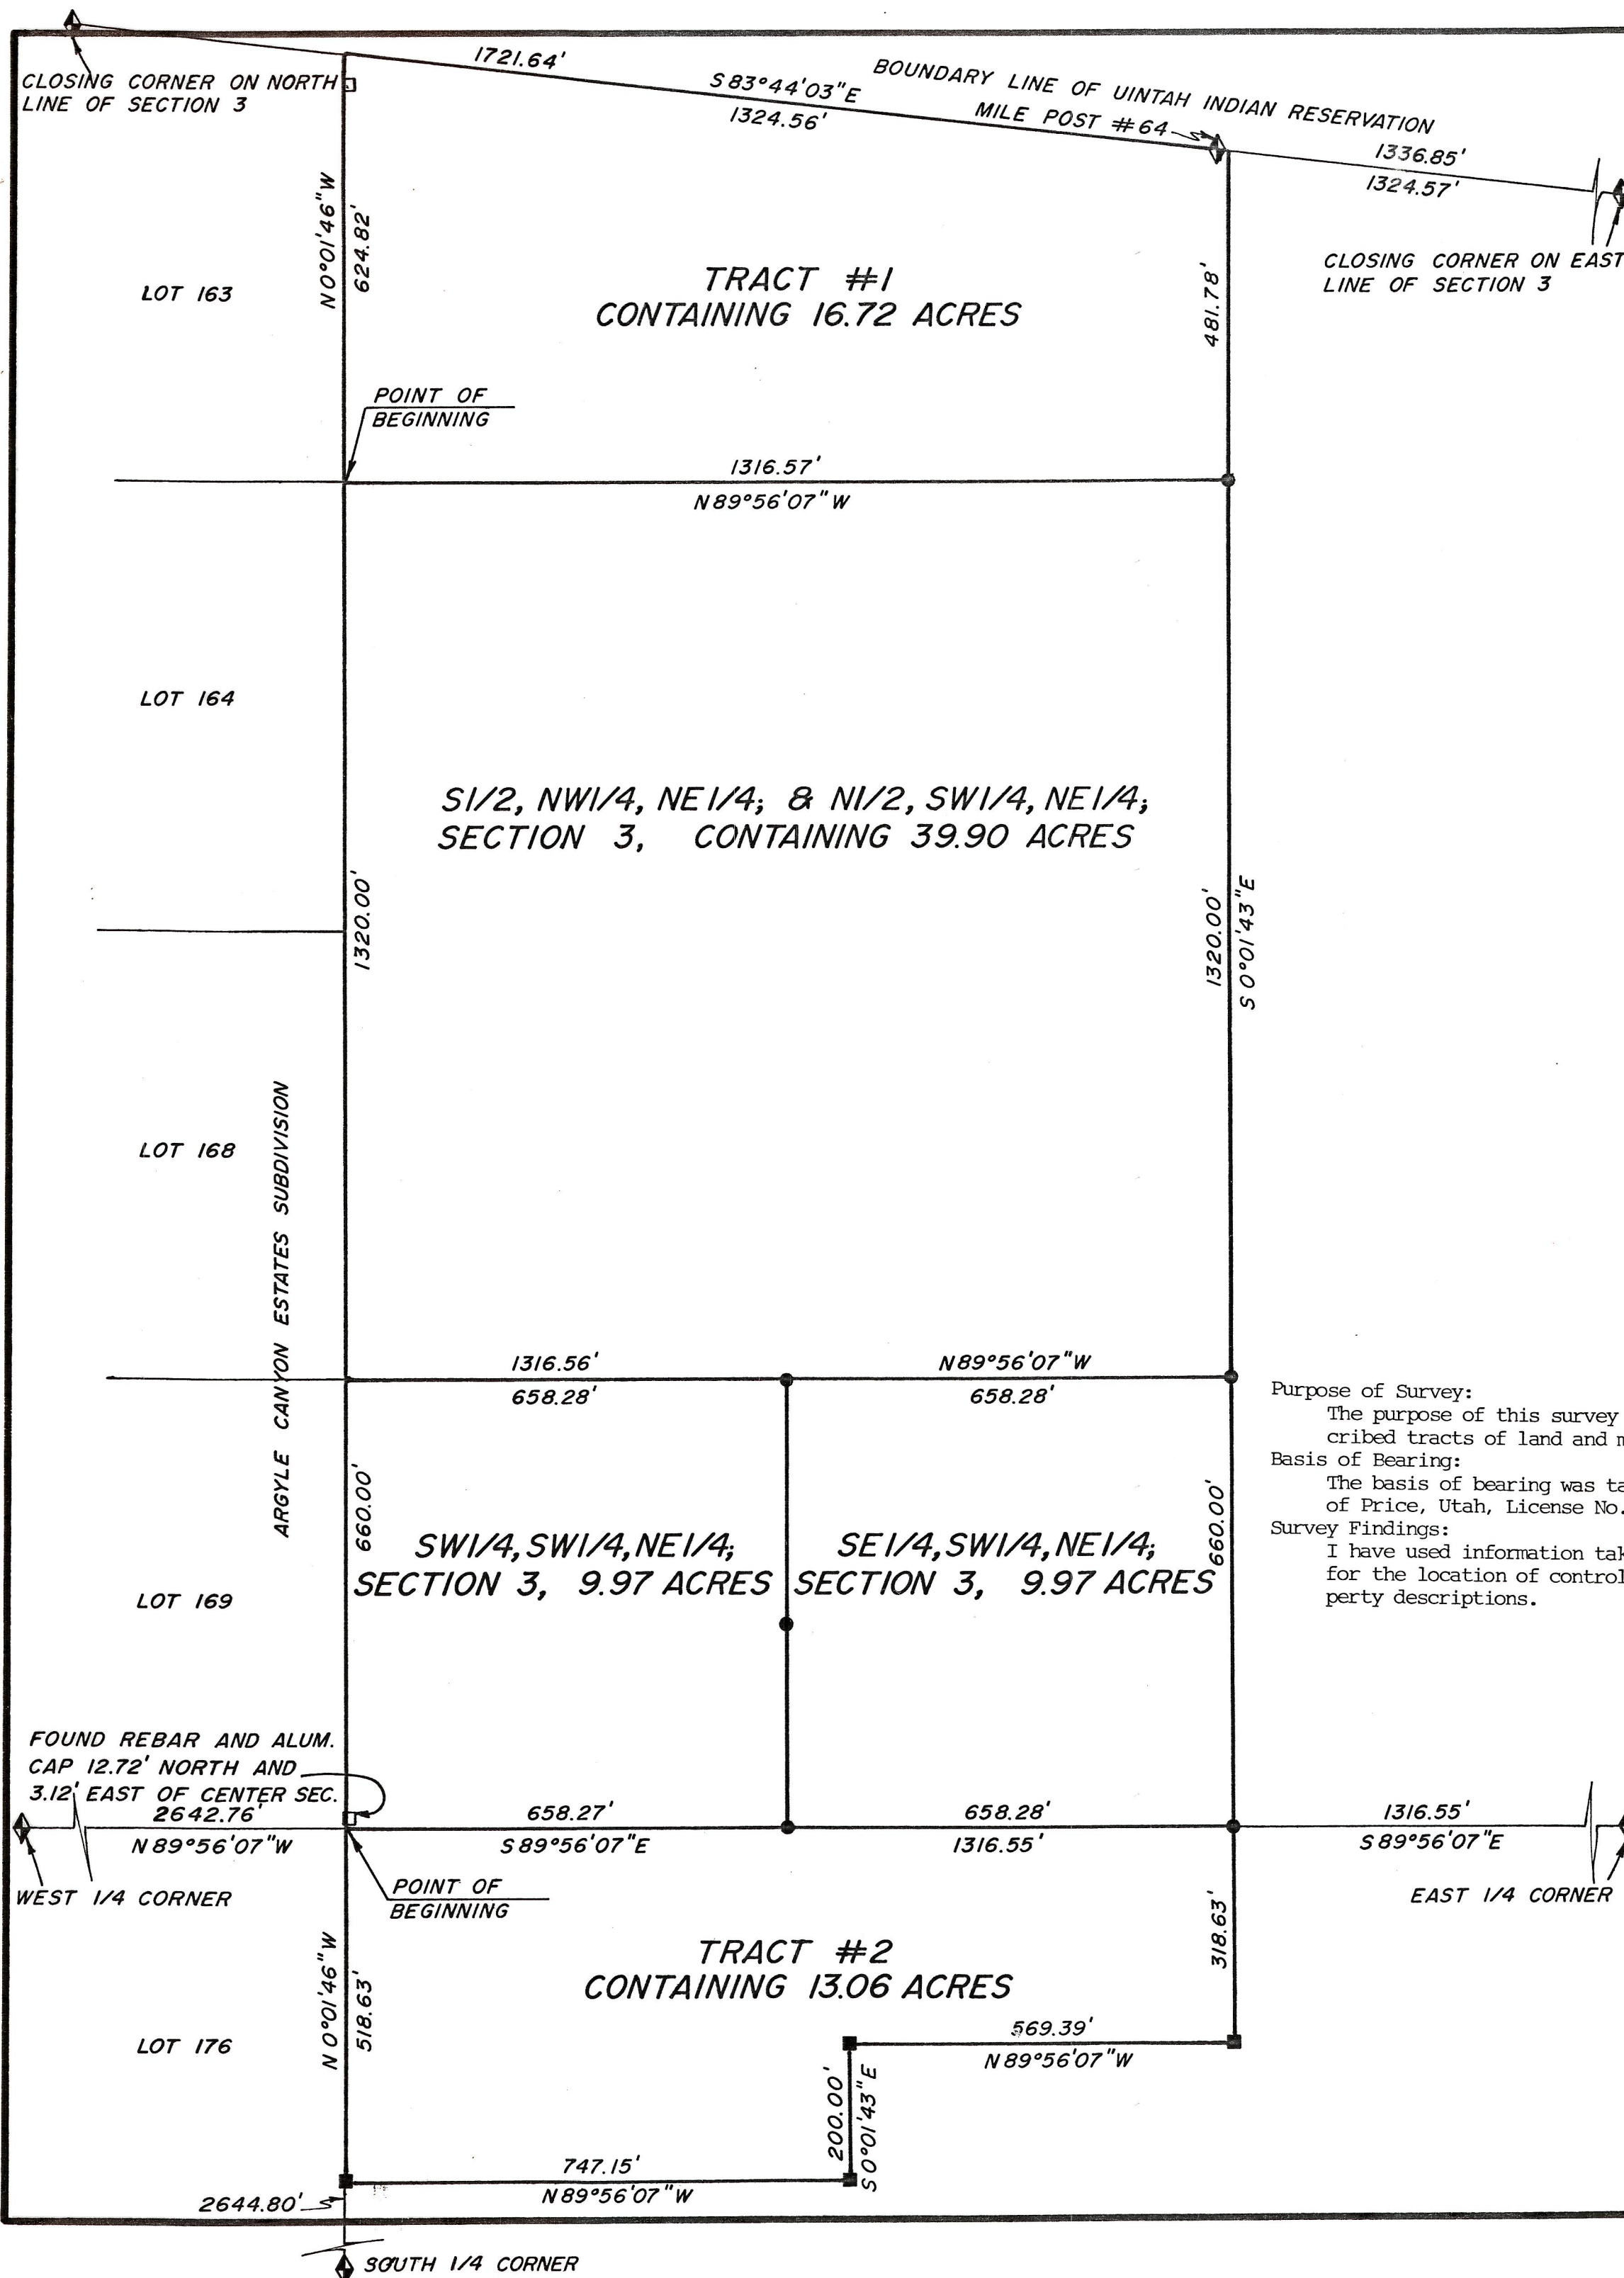 CLOSING CORNER ON NORTH
LINE OF SECTION 3
1721.64'
S 83°44'03"E
1324.56'
BOUNDARY LINE OF UINTAH INDIAN RESERVATION
MILE POST #64
1336.85'
1324.57'
CLOSING CORNER ON EAST
LINE OF SECTION 3
N 0°01'46"W
624.82'
LOT 163
TRACT #1
CONTAINING 16.72 ACRES
481.78'
POINT OF
BEGINNING
1316.57'
N 89°56'07"W
LOT 164
S1/2, NW1/4, NE1/4; & N1/2, SW1/4, NE1/4;
SECTION 3, CONTAINING 39.90 ACRES
1320.00'
1320.00'
S 0°01'43"E
LOT 168
ARGYLE CANYON ESTATES SUBDIVISION
1316.56'
658.28'
N 89°56'07"W
658.28'
Purpose of Survey:
The purpose of this survey
cribed tracts of land and
Basis of Bearing:
The basis of bearing was ta
of Price, Utah, License No.
Survey Findings:
I have used information tak
for the location of control
perty descriptions.
660.00'
660.00'
SW1/4, SW1/4, NE1/4;
SECTION 3, 9.97 ACRES
SE1/4, SW1/4, NE1/4;
SECTION 3, 9.97 ACRES
LOT 169
FOUND REBAR AND ALUM.
CAP 12.72' NORTH AND
3.12' EAST OF CENTER SEC.
2642.76'
N 89°56'07"W
WEST 1/4 CORNER
658.27'
S 89°56'07"E
658.28'
1316.55'
1316.55'
S 89°56'07"E
EAST 1/4 CORNER
POINT OF
BEGINNING
N 0°01'46"W
518.63'
TRACT #2
CONTAINING 13.06 ACRES
318.63'
LOT 176
569.39'
N 89°56'07"W
200.00'
S 0°01'43"E
747.15'
N 89°56'07"W
2644.80'
SOUTH 1/4 CORNER